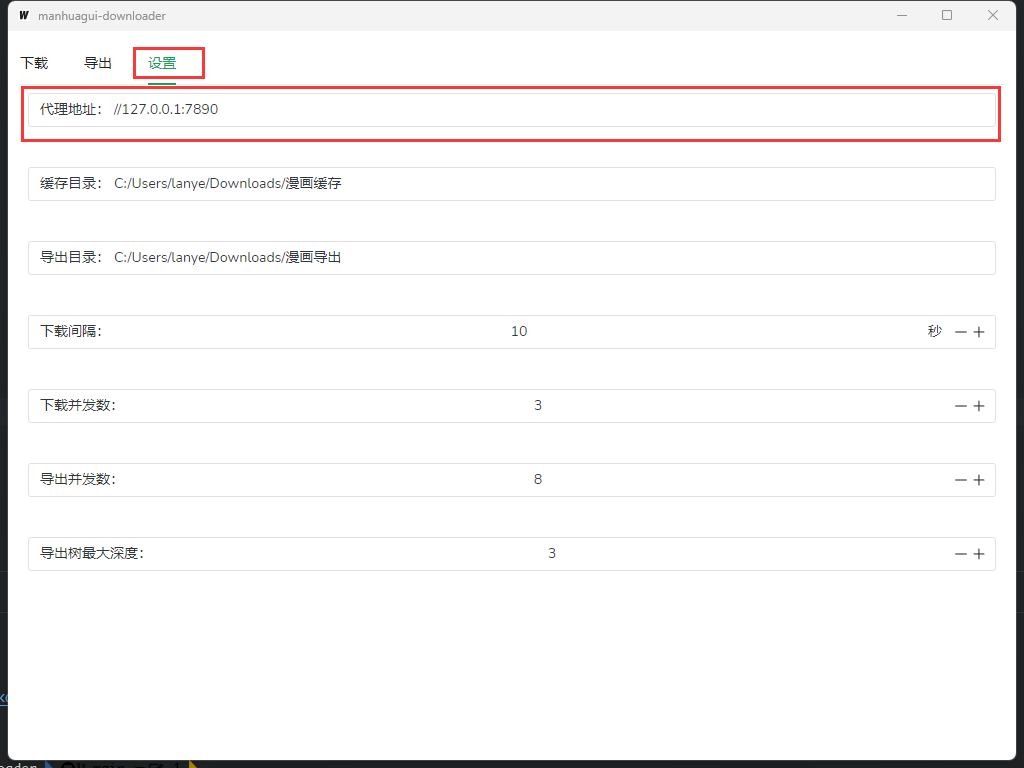 W manhuagui-downloader
下载 导出 设置
代理地址: //127.0.0.1:7890
缓存目录: C:/Users/lanye/Downloads/漫画缓存
导出目录: C:/Users/lanye/Downloads/漫画导出
下载间隔: 10 秒
下载并发数: 3
导出并发数: 8
导出树最大深度: 3